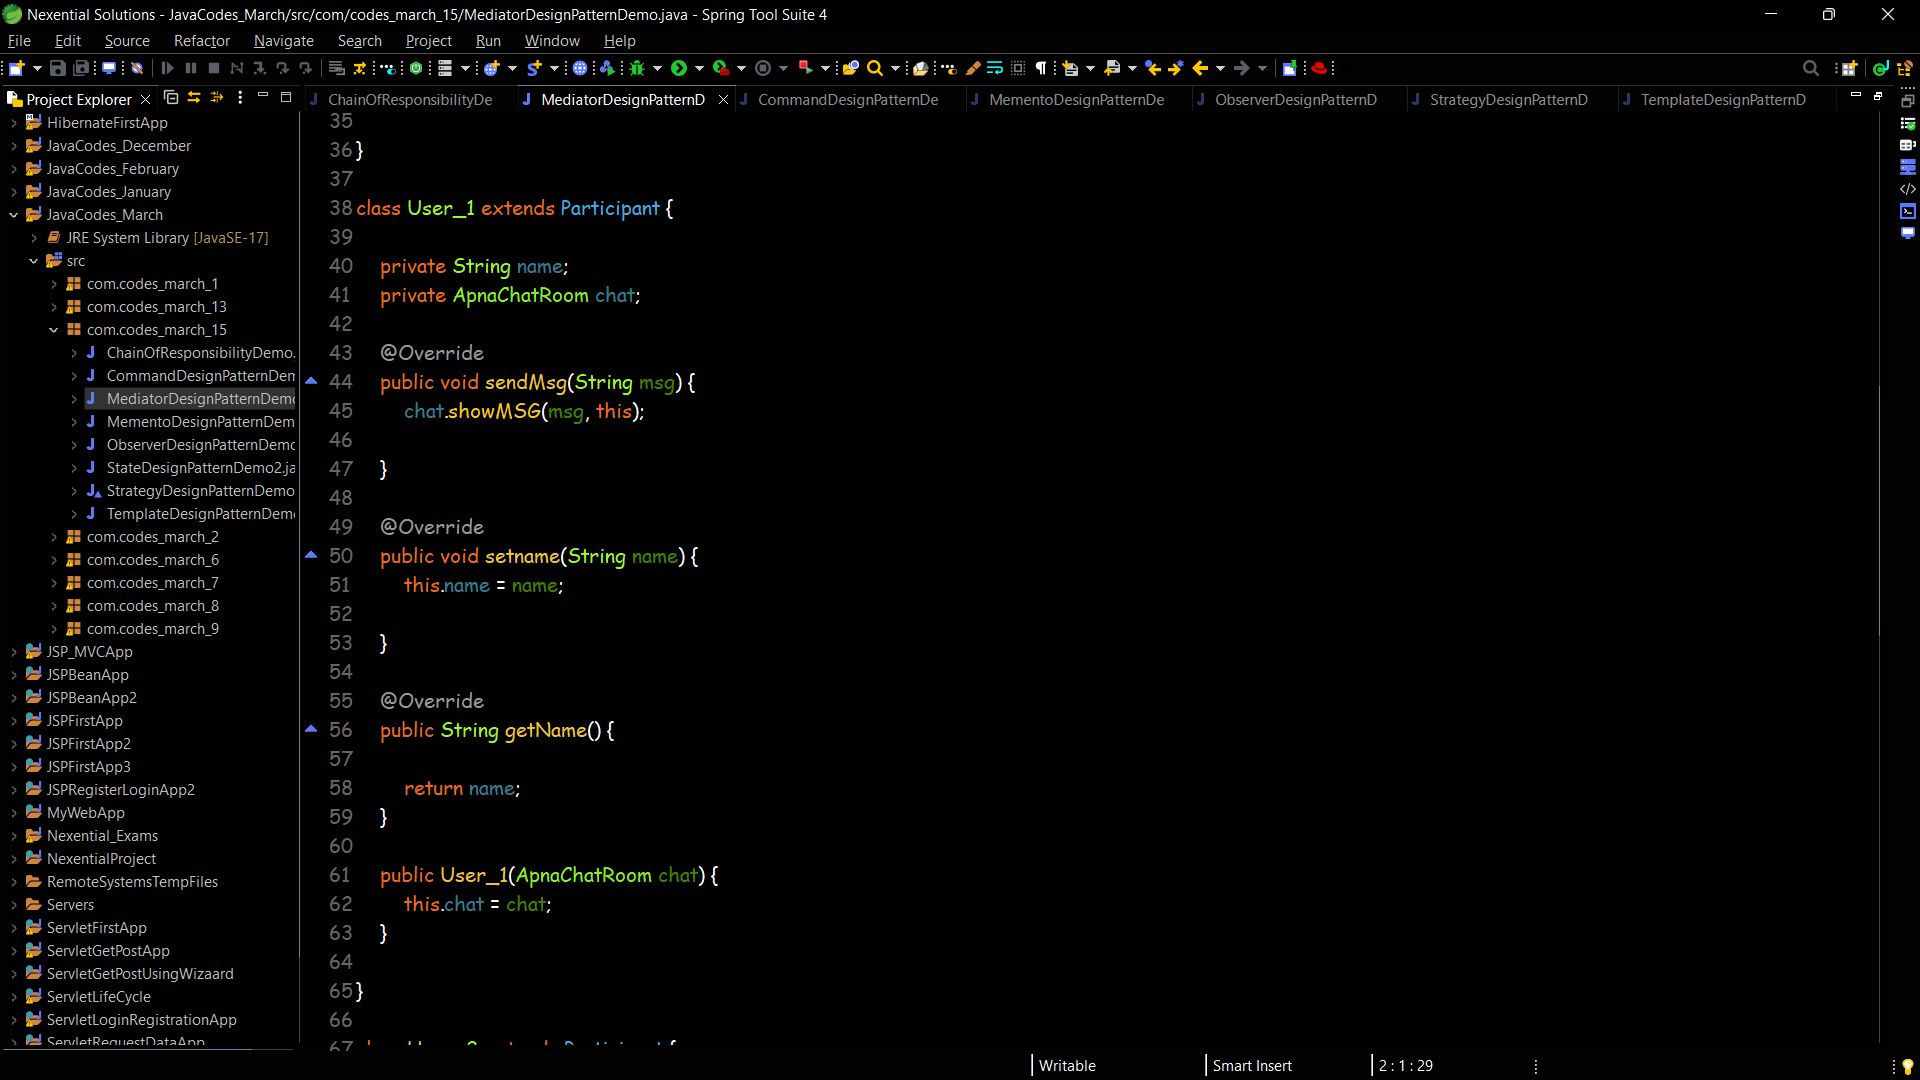 Nexential Solutions - JavaCodes_March/src/com/codes_march_15/MediatorDesignPatternDemo.java - Spring Tool Suite 4
File Edit Source Refactor Navigate Search Project Run Window Help
Project Explorer
ChainOfResponsibilityDe MediatorDesignPatternD CommandDesignPatternDe MementoDesignPatternDe ObserverDesignPatternD StrategyDesignPatternD TemplateDesignPatternD
HibernateFirstApp
JavaCodes_December
JavaCodes_February
JavaCodes_January
JavaCodes_March
JRE System Library [JavaSE-17]
src
com.codes_march_1
com.codes_march_13
com.codes_march_15
ChainOfResponsibilityDemo.
CommandDesignPatternDem
MediatorDesignPatternDemo
MementoDesignPatternDem
ObserverDesignPatternDemo
StateDesignPatternDemo2.ja
StrategyDesignPatternDemo
TemplateDesignPatternDem
com.codes_march_2
com.codes_march_6
com.codes_march_7
com.codes_march_8
com.codes_march_9
JSP_MVCApp
JSPBeanApp
JSPBeanApp2
JSPFirstApp
JSPFirstApp2
JSPFirstApp3
JSPRegisterLoginApp2
MyWebApp
Nexential_Exams
NexentialProject
RemoteSystemsTempFiles
Servers
ServletFirstApp
ServletGetPostApp
ServletGetPostUsingWizaard
ServletLifeCycle
ServletLoginRegistrationApp
ServletRequestDataApp
35
36 }
37
38 class User_1 extends Participant {
39
40 private String name;
41 private ApnaChatRoom chat;
42
43 @Override
44 public void sendMsg(String msg) {
45 chat.showMSG(msg, this);
46
47 }
48
49 @Override
50 public void setname(String name) {
51 this.name = name;
52
53 }
54
55 @Override
56 public String getName() {
57
58 return name;
59 }
60
61 public User_1(ApnaChatRoom chat) {
62 this.chat = chat;
63 }
64
65 }
66
67
Writable Smart Insert 2 : 1 : 29